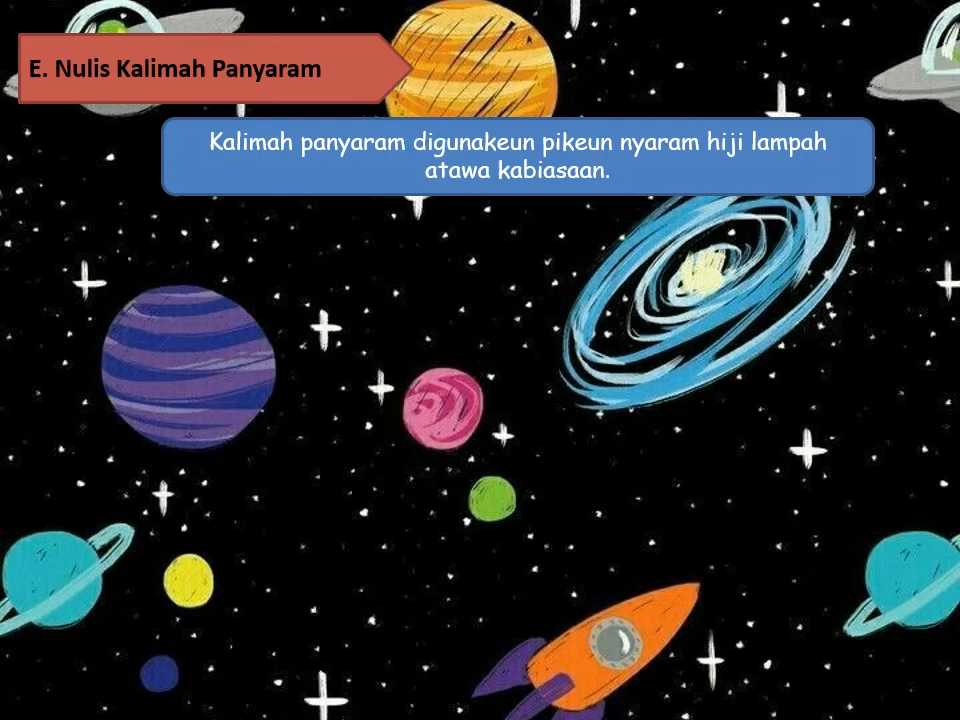 E. Nulis Kalimah Panyaram
Kalimah panyaram digunakeun pikeun nyaram hiji lampah
atawa kabiasaan.